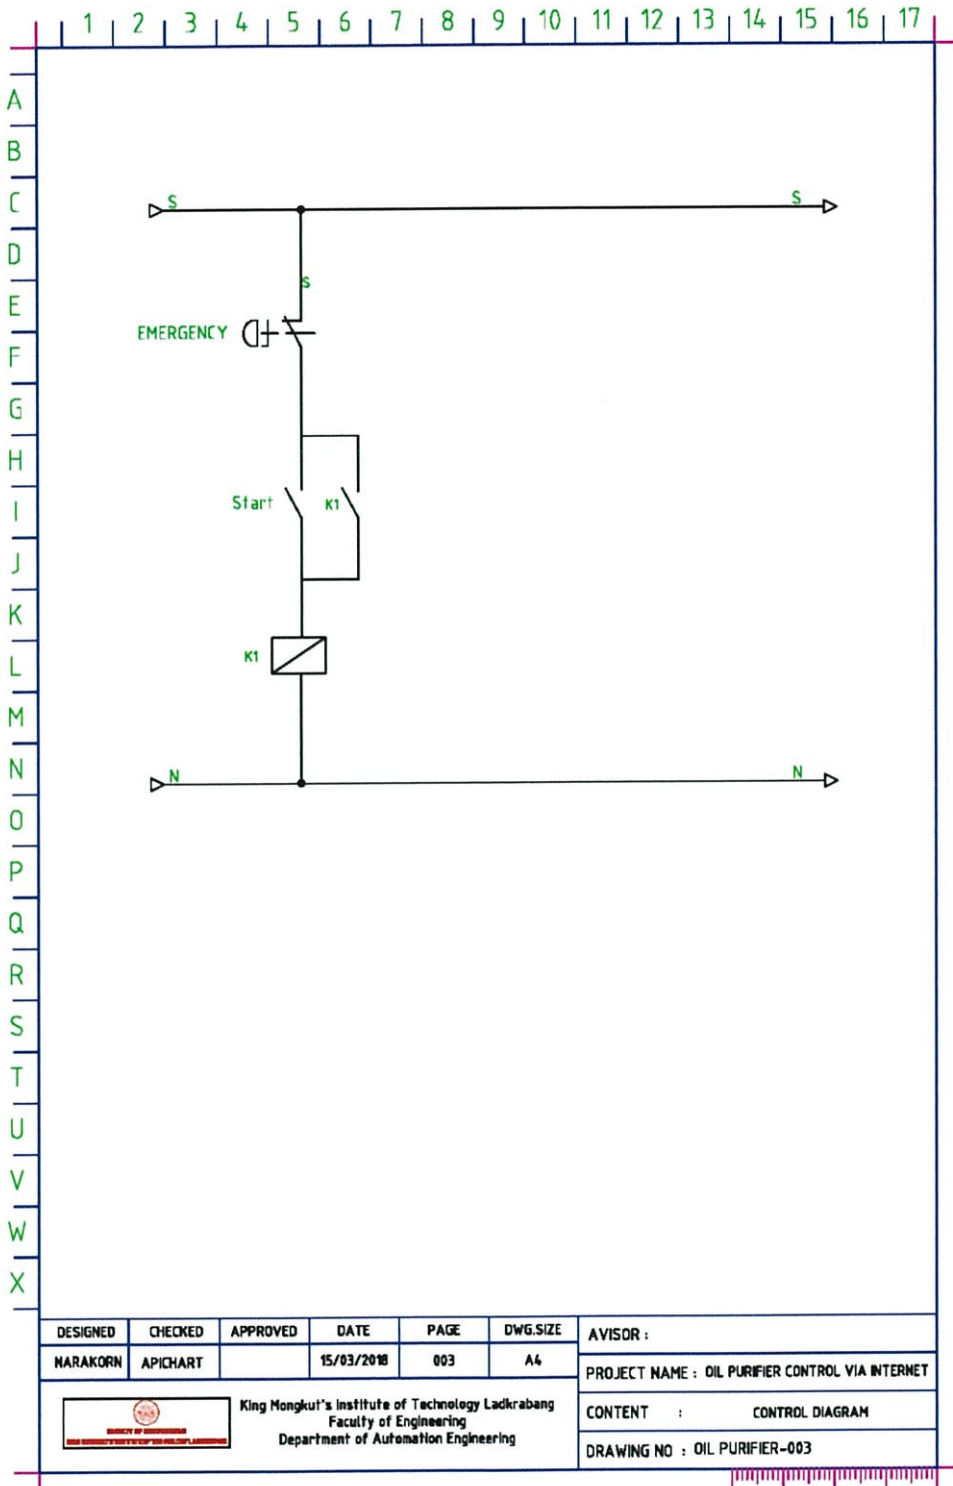 1 2 3 4 5 6 7 8 9 10 11 12 13 14 15 16 17
A
B
C
D
E
F
G
H
I
J
K
L
M
N
O
P
Q
R
S
T
U
V
W
X
S S
S
EMERGENCY
Start K1
K1
N N
DESIGNED CHECKED APPROVED DATE PAGE DWG.SIZE
NARAKORN APICHART 15/03/2018 003 A4
King Mongkut's Institute of Technology Ladkrabang
Faculty of Engineering
Department of Automation Engineering
AVISOR :
PROJECT NAME : OIL PURIFIER CONTROL VIA INTERNET
CONTENT : CONTROL DIAGRAM
DRAWING NO : OIL PURIFIER-003
FACULTY OF ENGINEERING